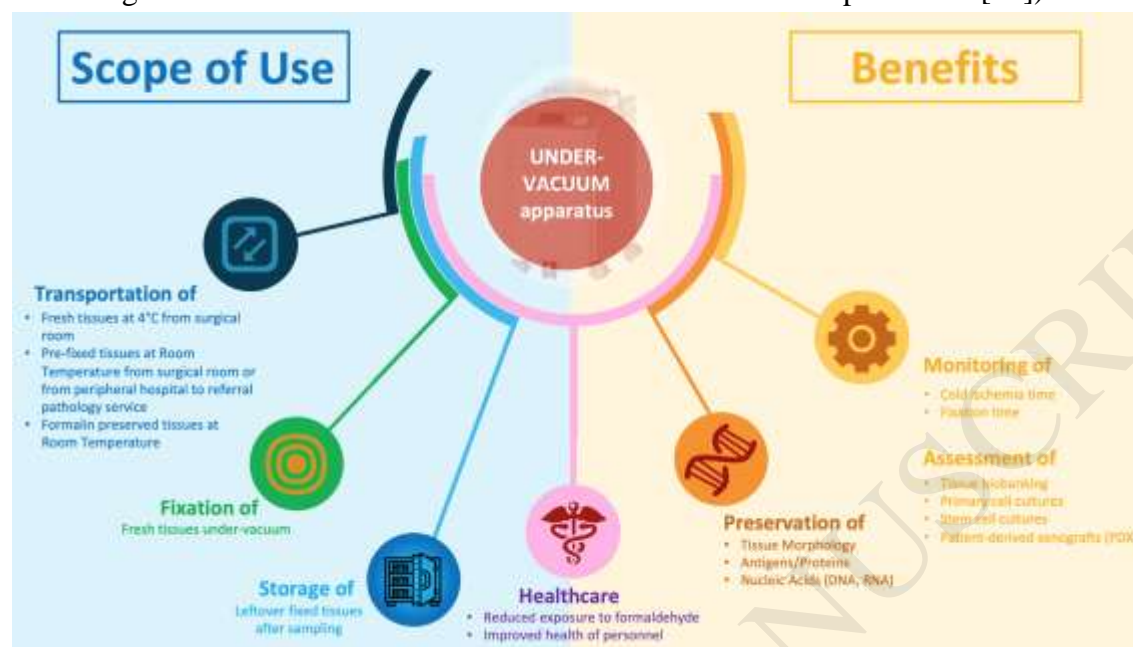 Scope of Use
Benefits
UNDER-
VACUUM
apparatus
Transportation of
• Fresh tissues at 4°C from surgical
room
• Pre-fixed tissues at Room
Temperature from surgical room or
from peripheral hospital to referral
pathology service
• Formalin preserved tissues at
Room Temperature
Fixation of
Fresh tissues under-vacuum
Storage of
Leftover fixed tissues
after sampling
Healthcare
• Reduced exposure to formaldehyde
• Improved health of personnel
Preservation of
• Tissue Morphology
• Antigens/Proteins
• Nucleic Acids (DNA, RNA)
Monitoring of
• Cold ischemia time
• Fixation time
Assessment of
• Tissue biobanking
• Primary cell cultures
• Stem cell cultures
• Patient-derived xenografts (PDX